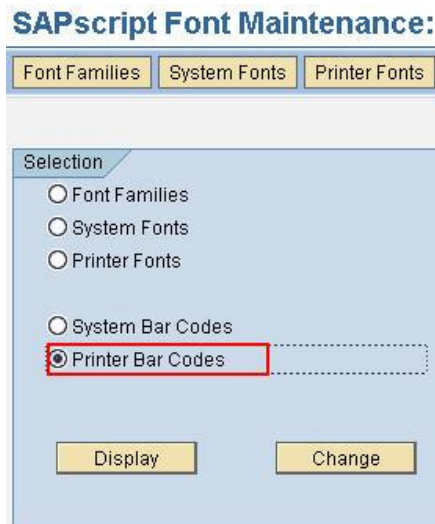 SAPscript Font Maintenance:
Font Families System Fonts Printer Fonts
Selection
Font Families
System Fonts
Printer Fonts
System Bar Codes
Printer Bar Codes
Display Change